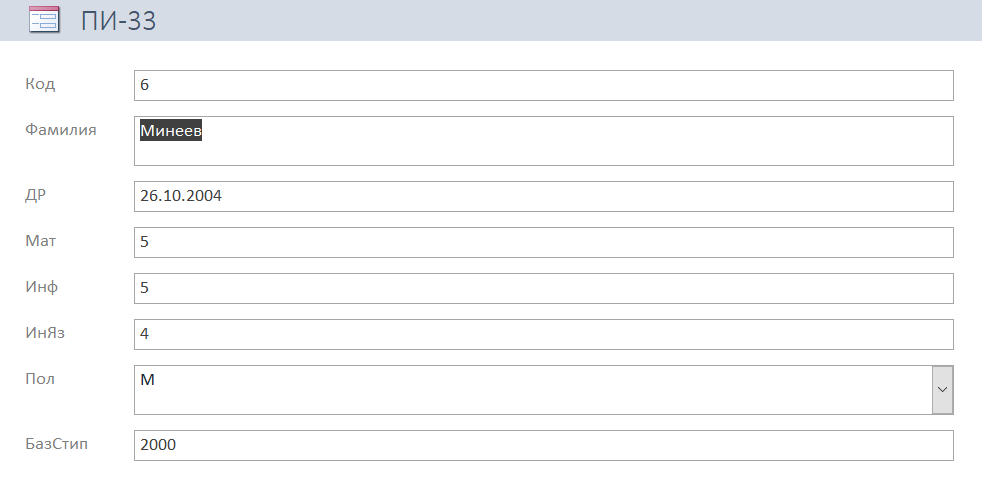 ПИ-33
Код 6
Фамилия Минеев
ДР 26.10.2004
Мат 5
Инф 5
ИнЯз 4
Пол М
БазСтип 2000